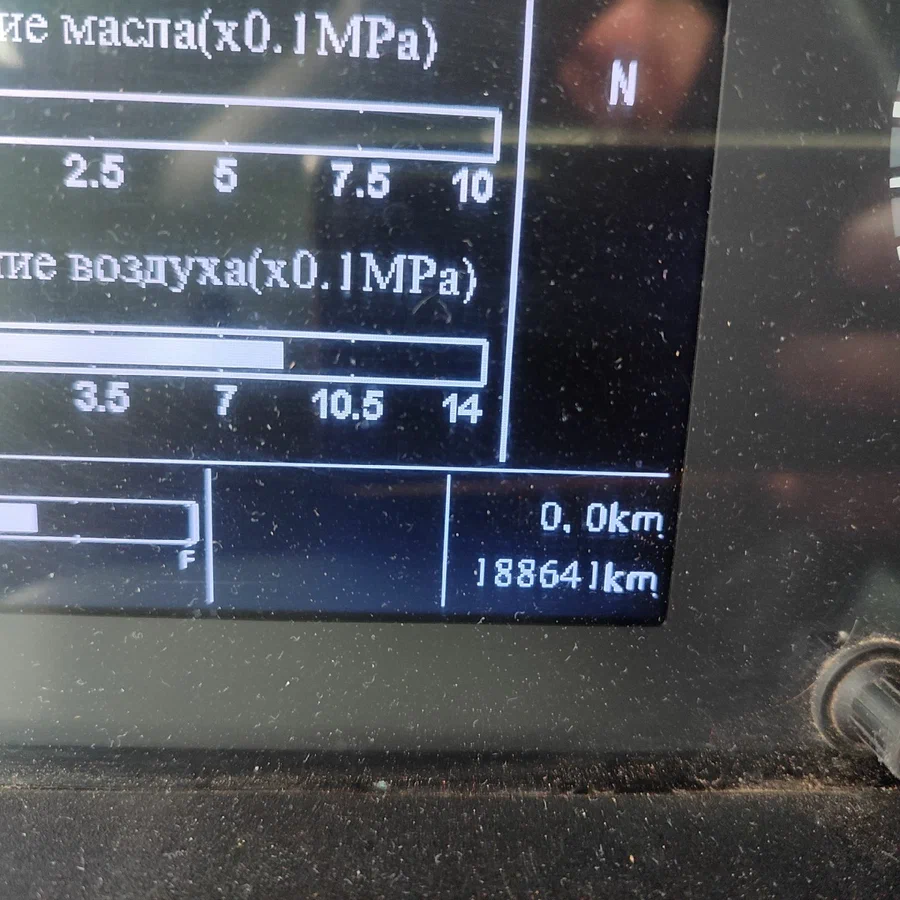 ие масла(x0.1MPa)
N
2.5 5 7.5 10
ие воздуха(x0.1MPa)
3.5 7 10.5 14
0.0km
F
188641km